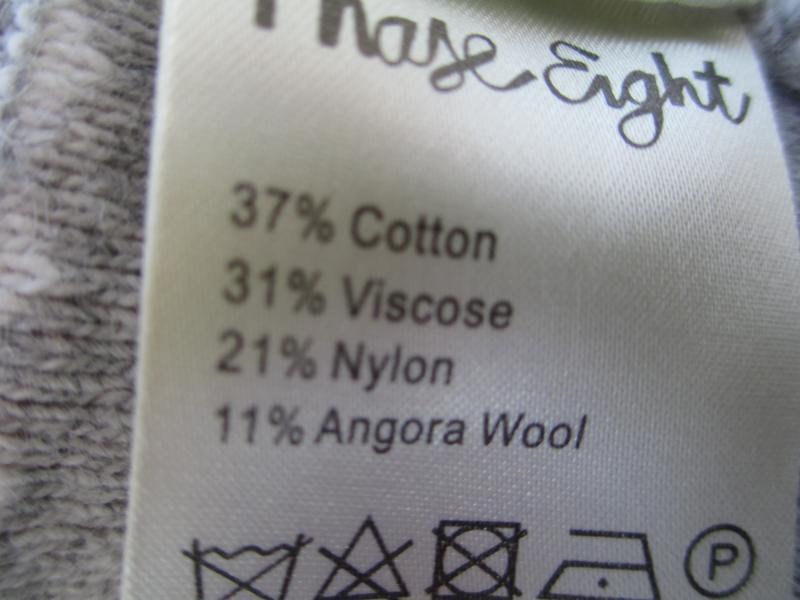 Phase Eight
37% Cotton
31% Viscose
21% Nylon
11% Angora Wool
P